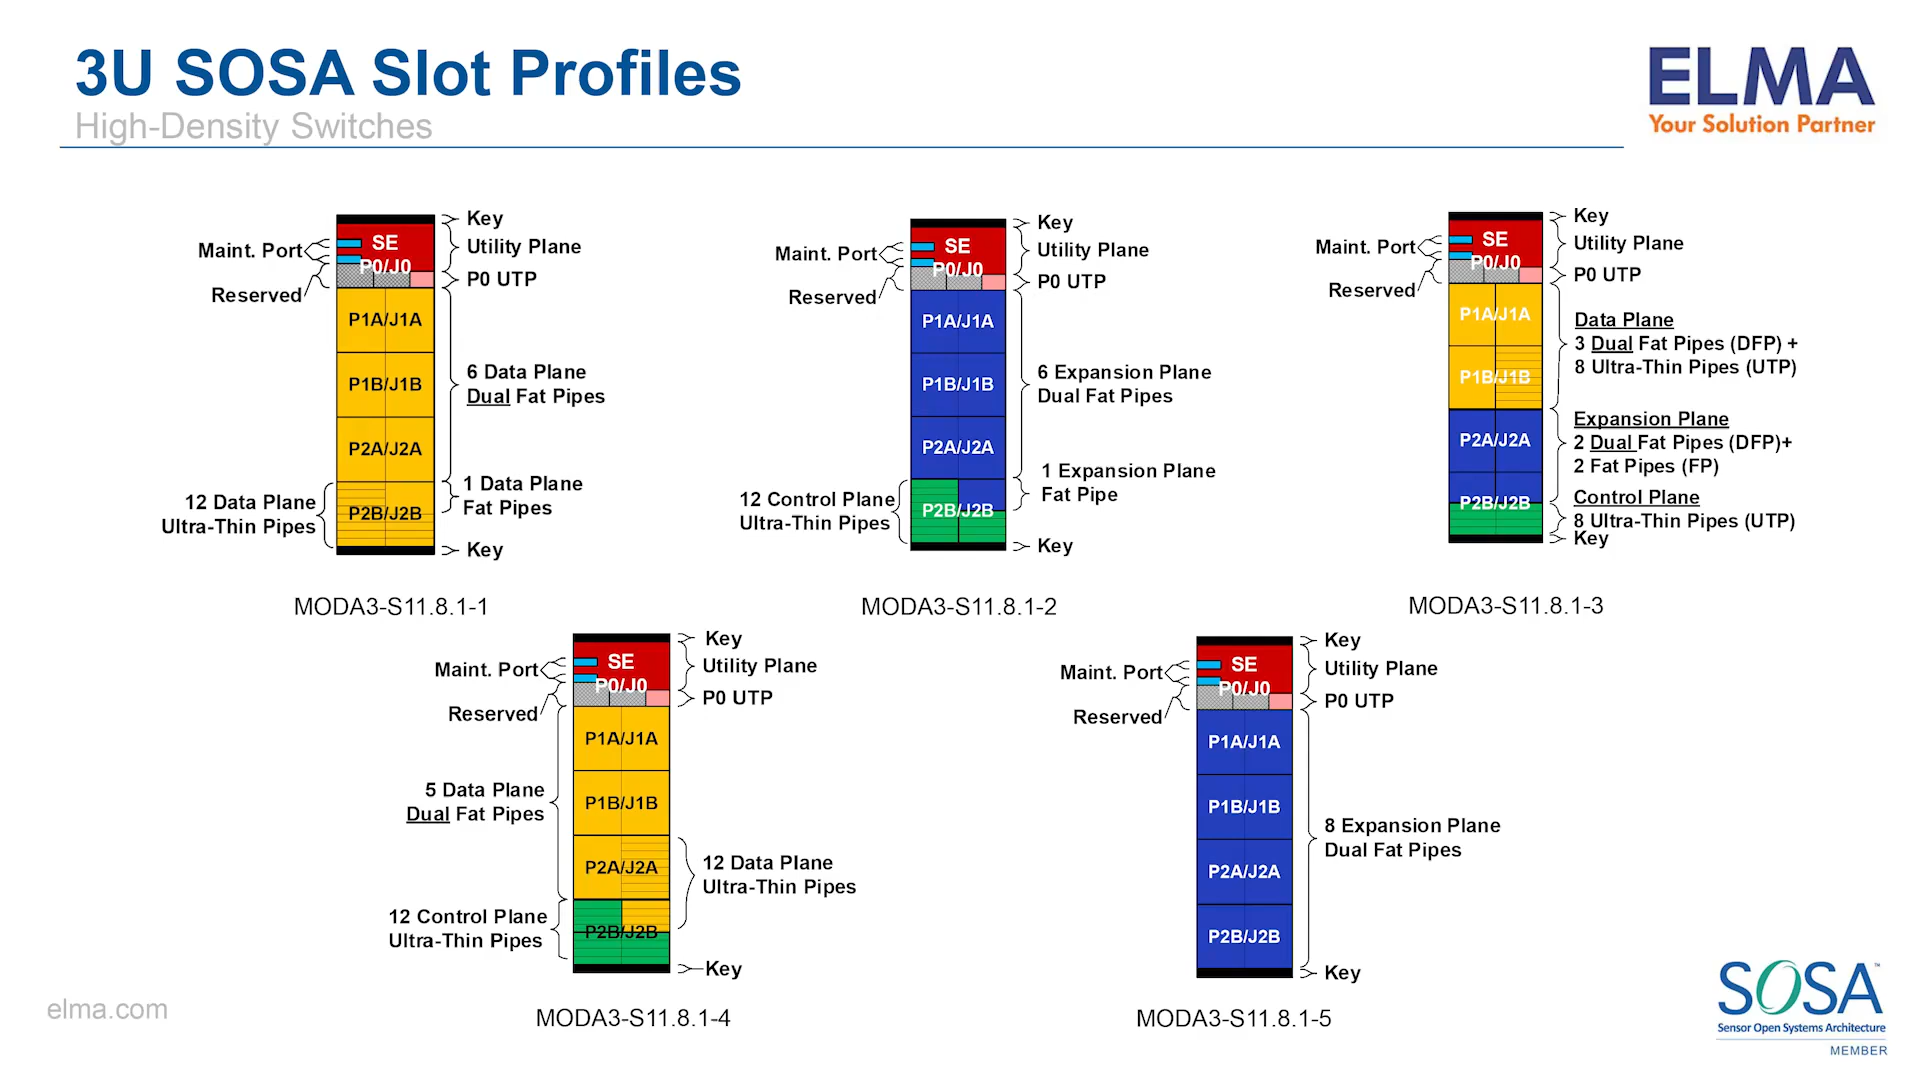 3U SOSA Slot Profiles
High-Density Switches
ELMA
Your Solution Partner
Maint. Port
Reserved
12 Data Plane
Ultra-Thin Pipes
SE
P0/J0
P1A/J1A
P1B/J1B
P2A/J2A
P2B/J2B
Key
Utility Plane
P0 UTP
6 Data Plane
Dual Fat Pipes
1 Data Plane
Fat Pipes
Key
MODA3-S11.8.1-1
Maint. Port
Reserved
12 Control Plane
Ultra-Thin Pipes
SE
P0/J0
P1A/J1A
P1B/J1B
P2A/J2A
P2B/J2B
Key
Utility Plane
P0 UTP
6 Expansion Plane
Dual Fat Pipes
1 Expansion Plane
Fat Pipe
Key
MODA3-S11.8.1-2
Maint. Port
Reserved
SE
P0/J0
P1A/J1A
P1B/J1B
P2A/J2A
P2B/J2B
Key
Utility Plane
P0 UTP
Data Plane
3 Dual Fat Pipes (DFP) +
8 Ultra-Thin Pipes (UTP)
Expansion Plane
2 Dual Fat Pipes (DFP)+
2 Fat Pipes (FP)
Control Plane
8 Ultra-Thin Pipes (UTP)
Key
MODA3-S11.8.1-3
Maint. Port
Reserved
5 Data Plane
Dual Fat Pipes
12 Control Plane
Ultra-Thin Pipes
SE
P0/J0
P1A/J1A
P1B/J1B
P2A/J2A
P2B/J2B
Key
Utility Plane
P0 UTP
12 Data Plane
Ultra-Thin Pipes
Key
MODA3-S11.8.1-4
Maint. Port
Reserved
SE
P0/J0
P1A/J1A
P1B/J1B
P2A/J2A
P2B/J2B
Key
Utility Plane
P0 UTP
8 Expansion Plane
Dual Fat Pipes
Key
MODA3-S11.8.1-5
elma.com
SOSA™
Sensor Open Systems Architecture
MEMBER